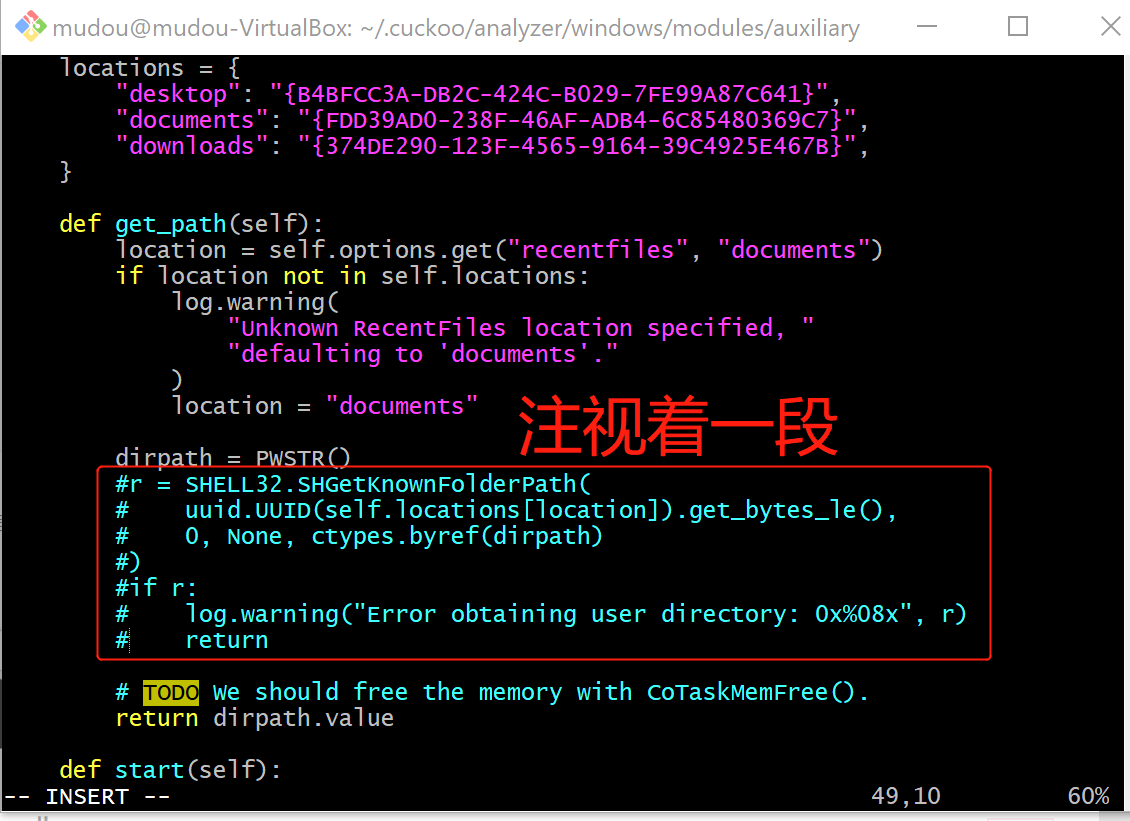 mudou@mudou-VirtualBox: ~/.cuckoo/analyzer/windows/modules/auxiliary
locations = {
"desktop": "{B4BFCC3A-DB2C-424C-B029-7FE99A87C641}",
"documents": "{FDD39AD0-238F-46AF-ADB4-6C85480369C7}",
"downloads": "{374DE290-123F-4565-9164-39C4925E467B}",
}
def get_path(self):
location = self.options.get("recentfiles", "documents")
if location not in self.locations:
log.warning(
"Unknown RecentFiles location specified, "
"defaulting to 'documents'."
)
location = "documents"
注视着一段
dirpath = PWSTR()
#r = SHELL32.SHGetKnownFolderPath(
#    uuid.UUID(self.locations[location]).get_bytes_le(),
#    0, None, ctypes.byref(dirpath)
#)
#if r:
#    log.warning("Error obtaining user directory: 0x%08x", r)
#    return
# TODO We should free the memory with CoTaskMemFree().
return dirpath.value
def start(self):
-- INSERT -- 49,10 60%